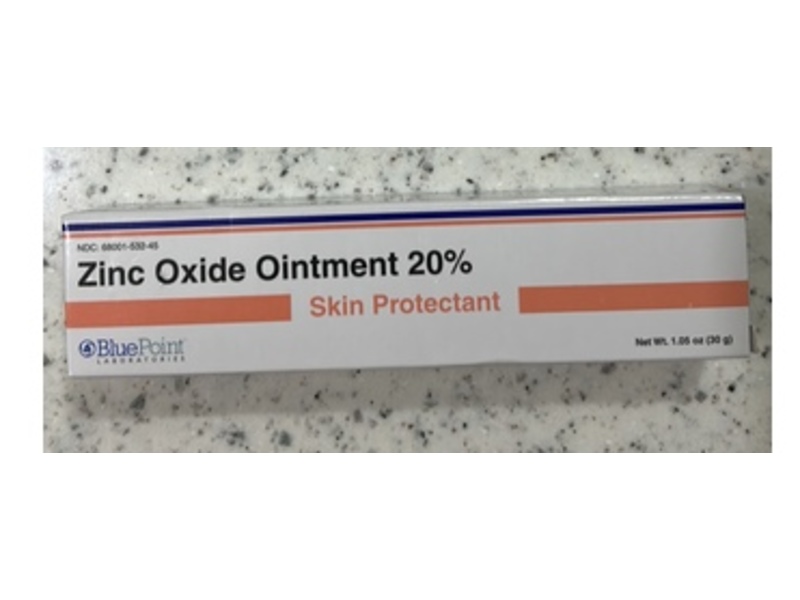 NDC: 68001-532-45
Zinc Oxide Ointment 20%
Skin Protectant
BluePoint
LABORATORIES
Net Wt. 1.05 oz (30 g)